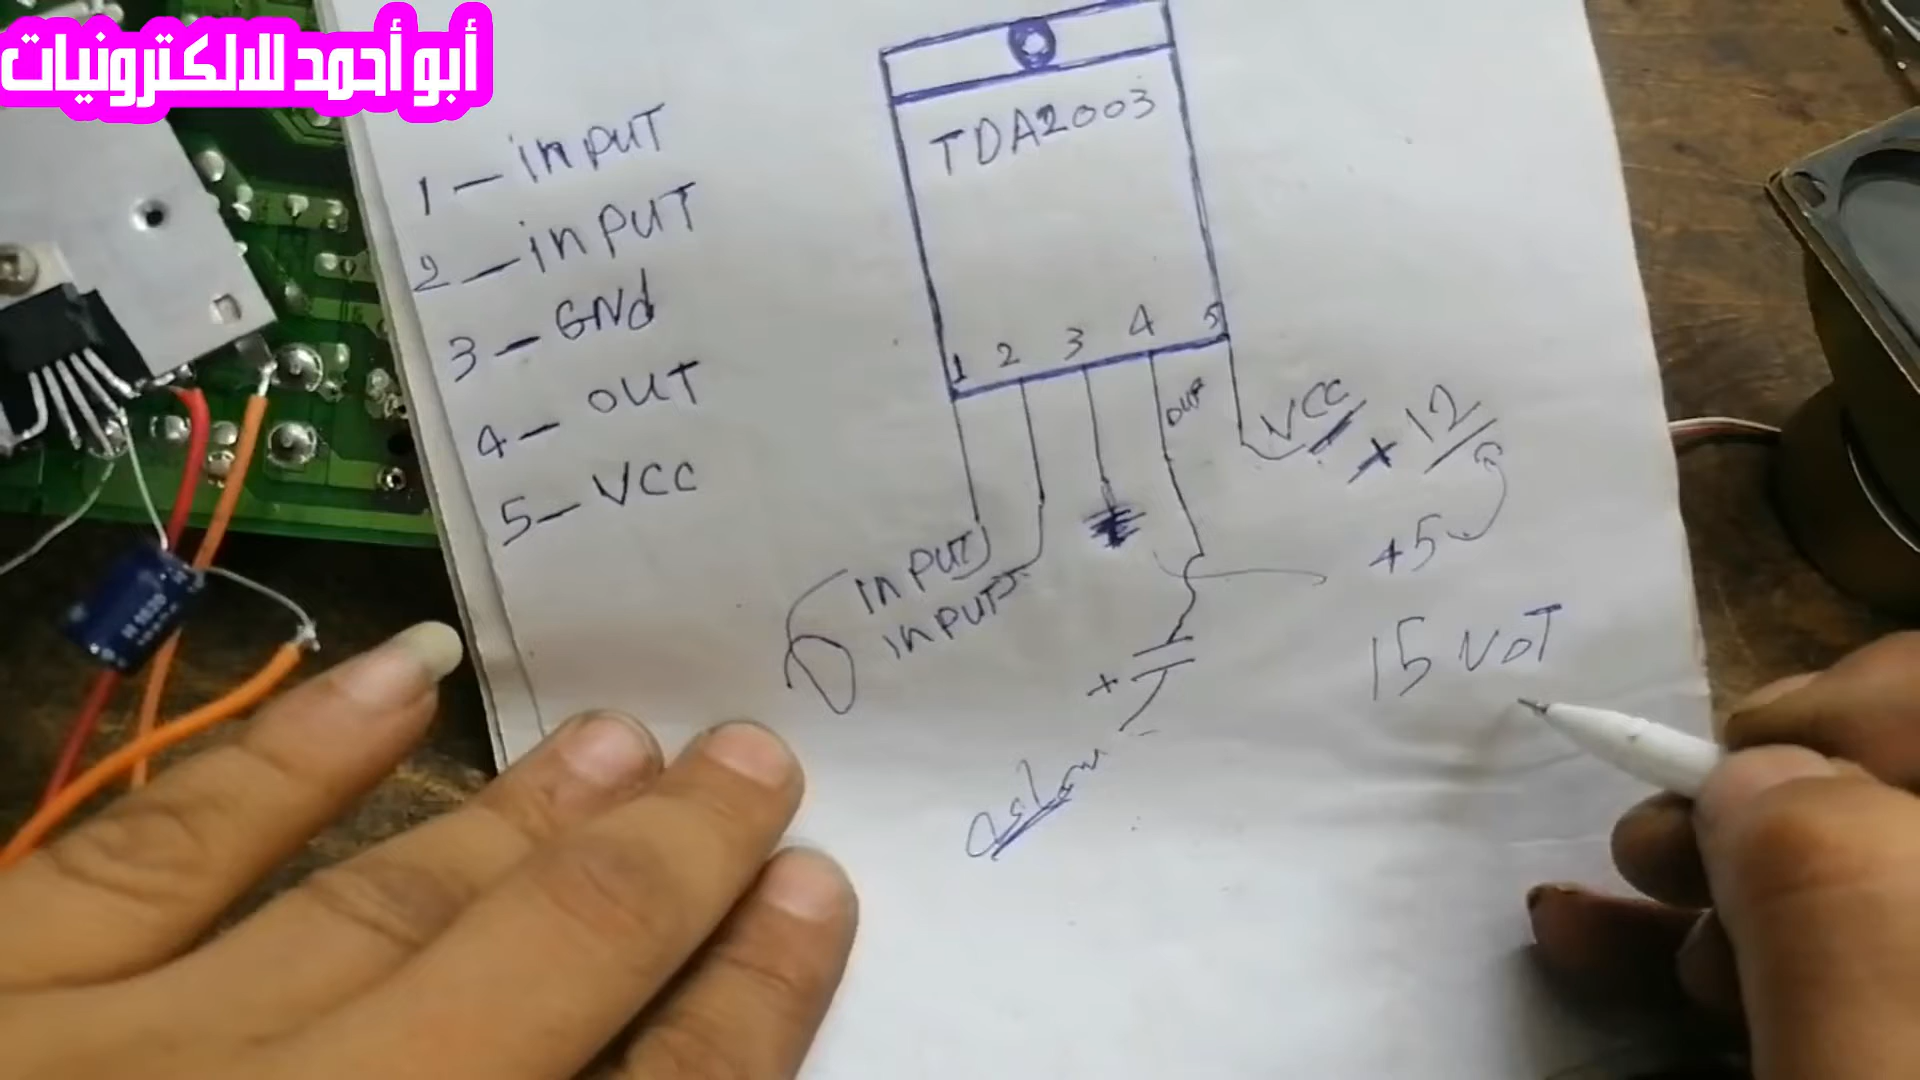 أبو أحمد للالكترونيات
1 - inPUT
2 - inPUT
3 - GNd
4 - OUT
5 - VCC
TDA2003
1 2 3 4 5
OUT
VCC
+12
+5
inPUT
inPUT
+
-
15 VOT